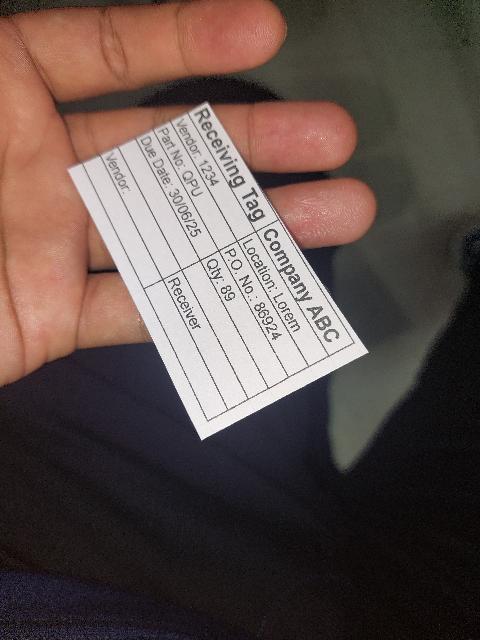 Receiving Tag Company ABC
Vendor: 1234 Location: Lorem
Part No: QPU P.O. No.: 86924
Due Date: 30/06/25 Qty: 89
Vendor: Receiver